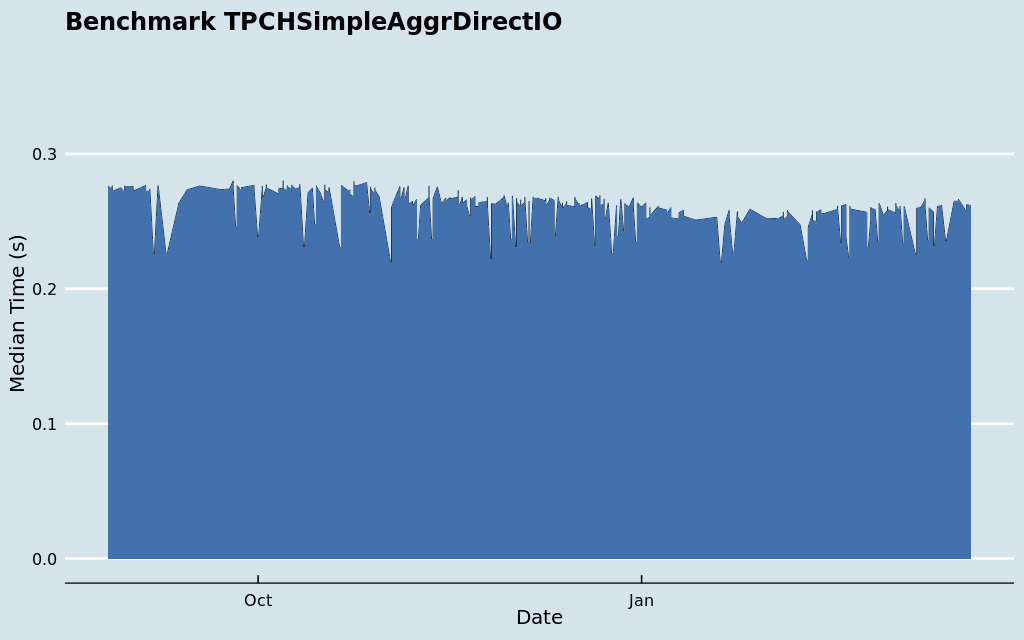 Benchmark TPCHSimpleAggrDirectIO
Median Time (s)
0.3
0.2
0.1
0.0
Oct
Jan
Date